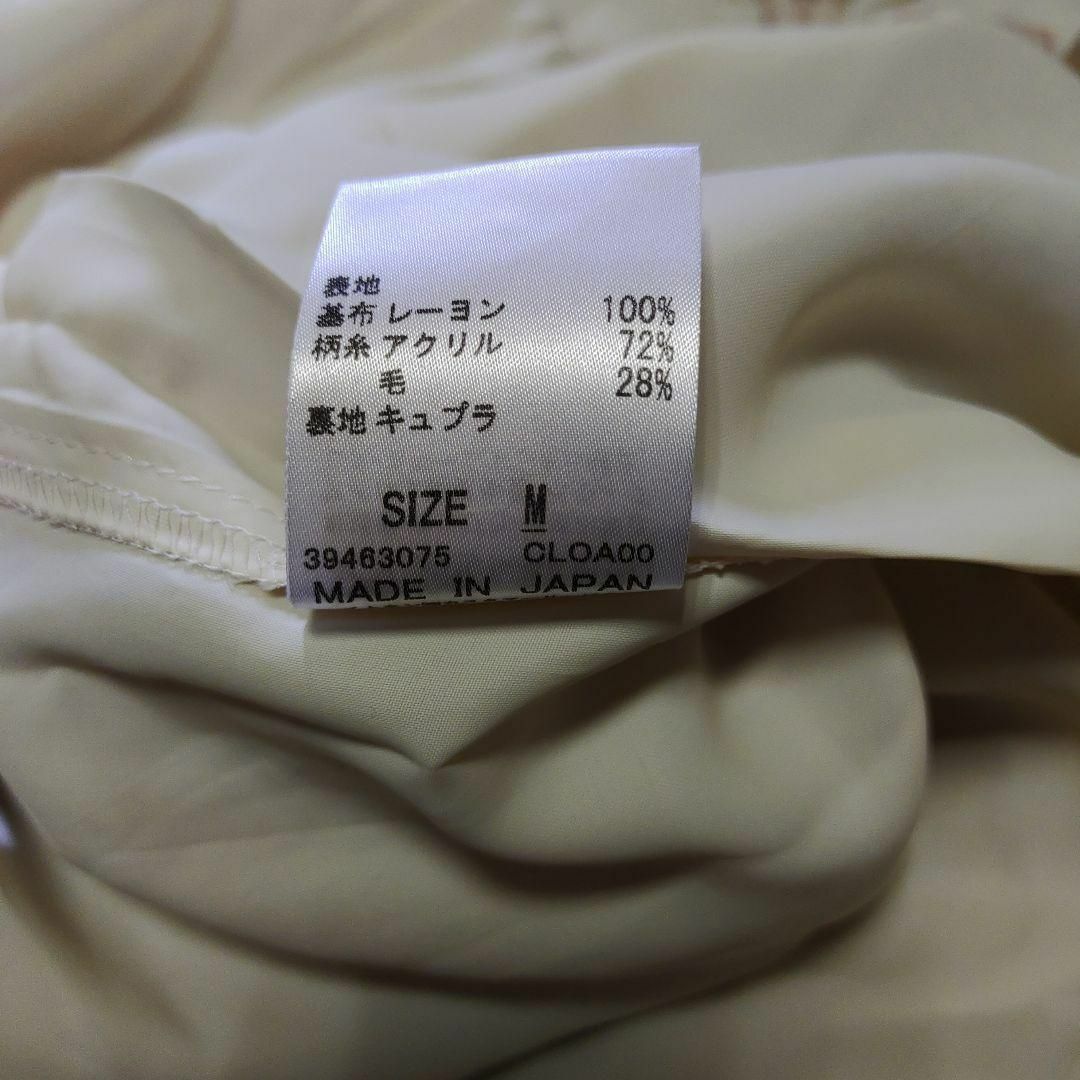 表地
基布 レーヨン 100%
柄糸 アクリル 72%
毛 28%
裏地 キュプラ
SIZE M
39463075 CLOA00
MADE IN JAPAN